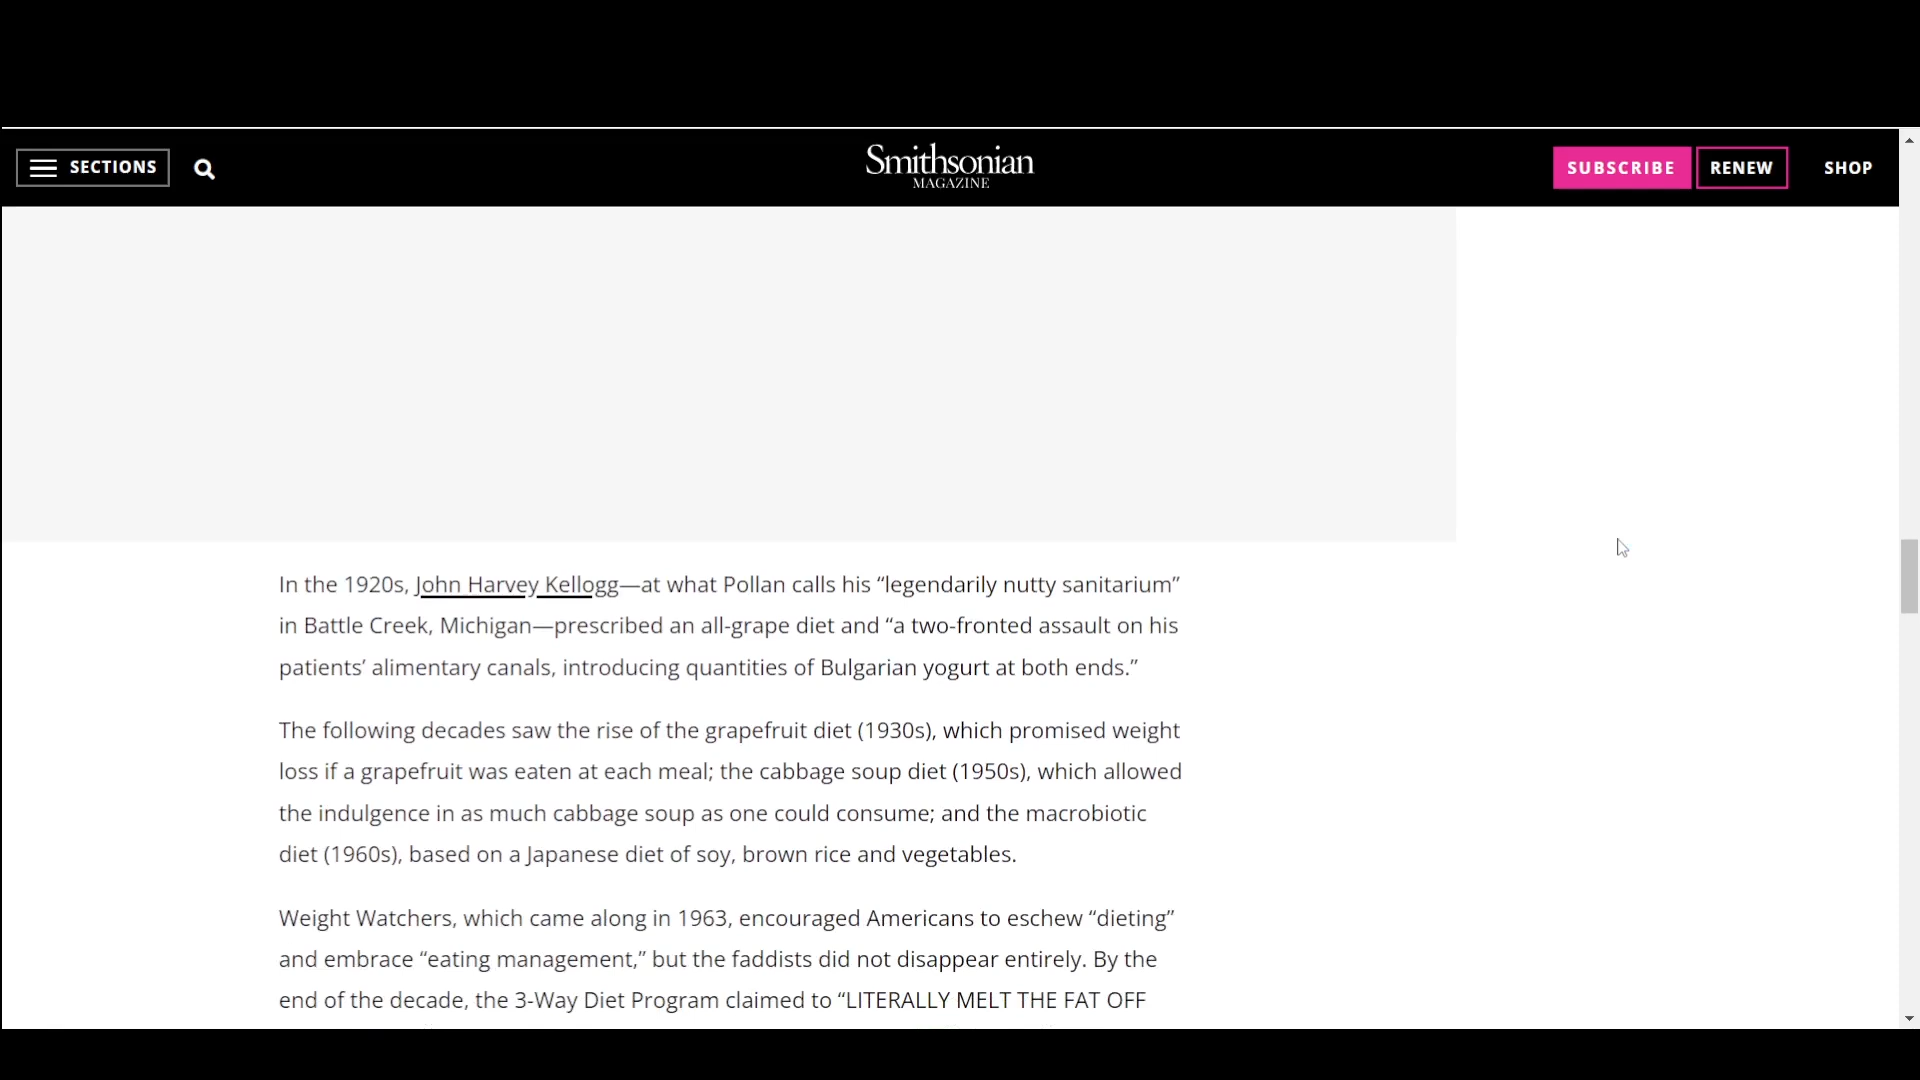 SECTIONS
Smithsonian
MAGAZINE
SUBSCRIBE
RENEW
SHOP
In the 1920s, John Harvey Kellogg—at what Pollan calls his “legendarily nutty sanitarium”
in Battle Creek, Michigan—prescribed an all-grape diet and “a two-fronted assault on his
patients’ alimentary canals, introducing quantities of Bulgarian yogurt at both ends.”
The following decades saw the rise of the grapefruit diet (1930s), which promised weight
loss if a grapefruit was eaten at each meal; the cabbage soup diet (1950s), which allowed
the indulgence in as much cabbage soup as one could consume; and the macrobiotic
diet (1960s), based on a Japanese diet of soy, brown rice and vegetables.
Weight Watchers, which came along in 1963, encouraged Americans to eschew “dieting”
and embrace “eating management,” but the faddists did not disappear entirely. By the
end of the decade, the 3-Way Diet Program claimed to “LITERALLY MELT THE FAT OFF